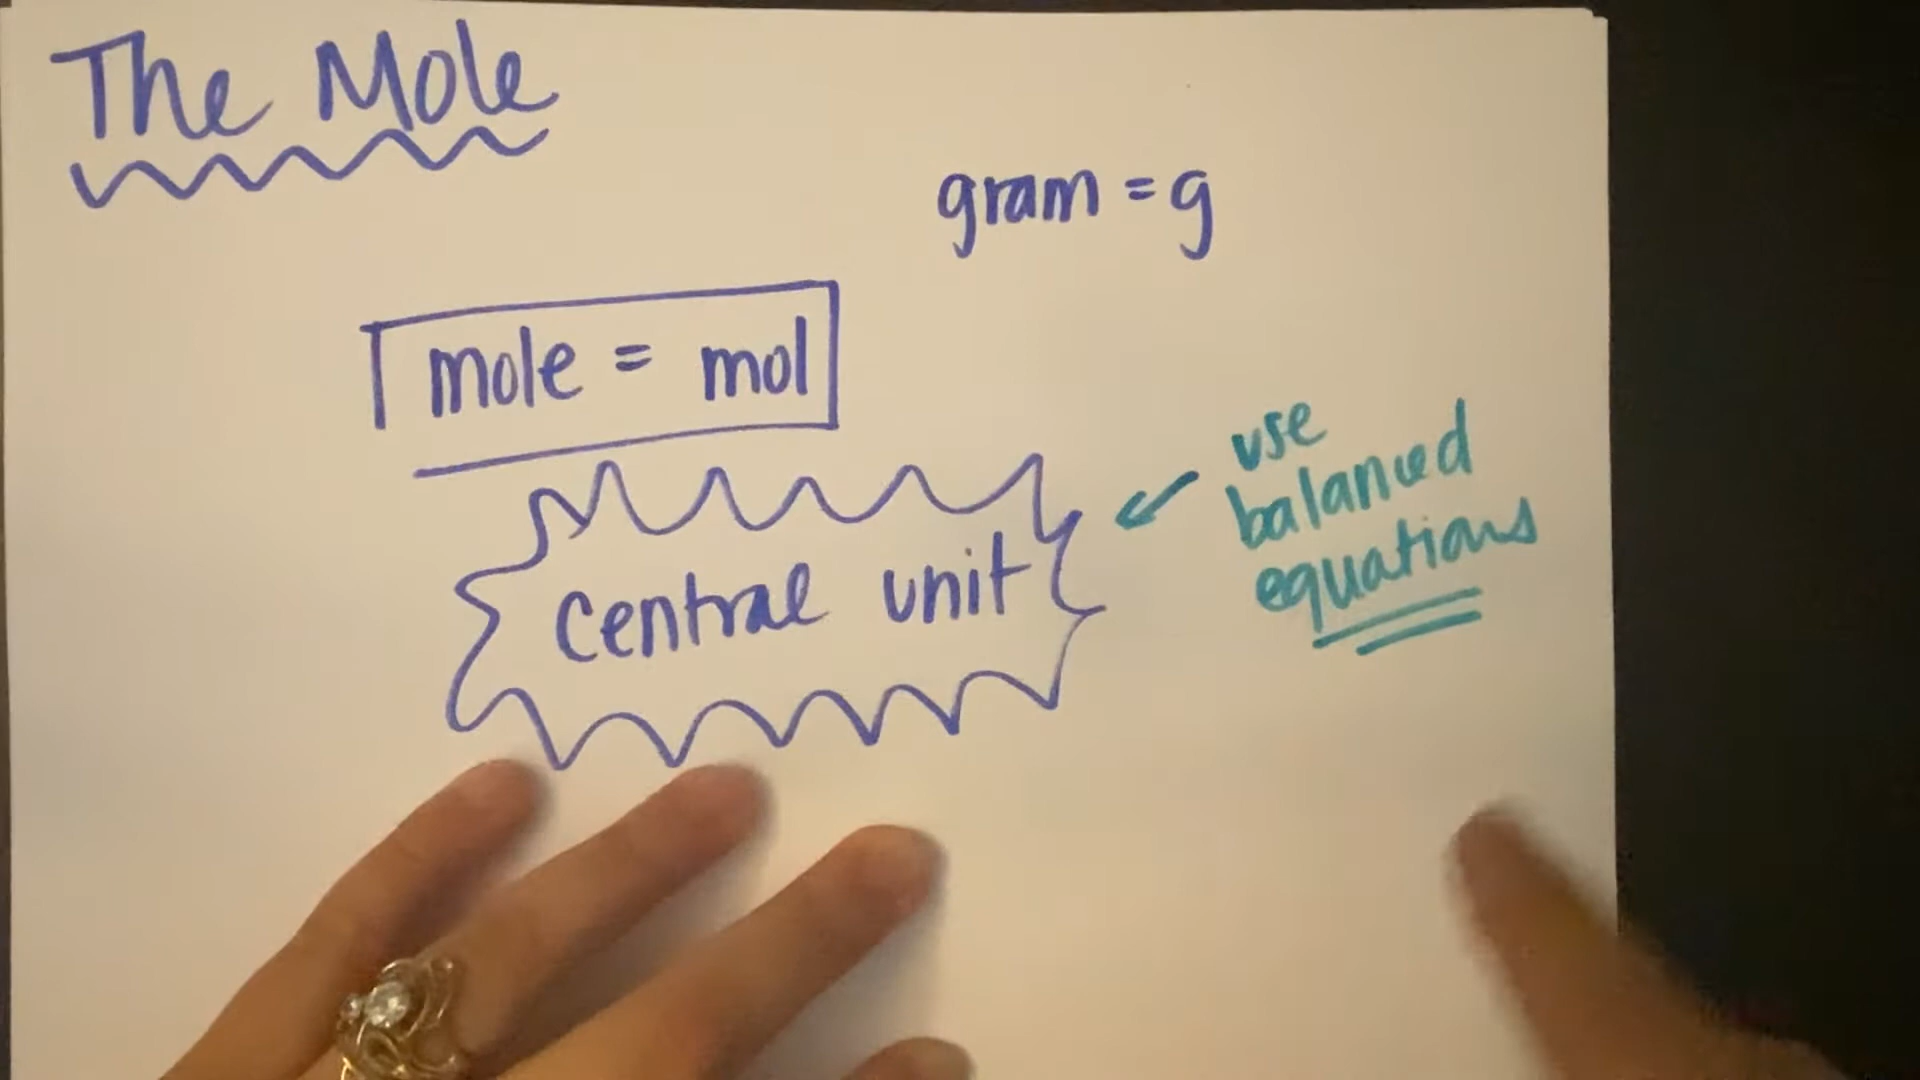 The Mole
gram = g
mole = mol
use
balanced
equations
central unit